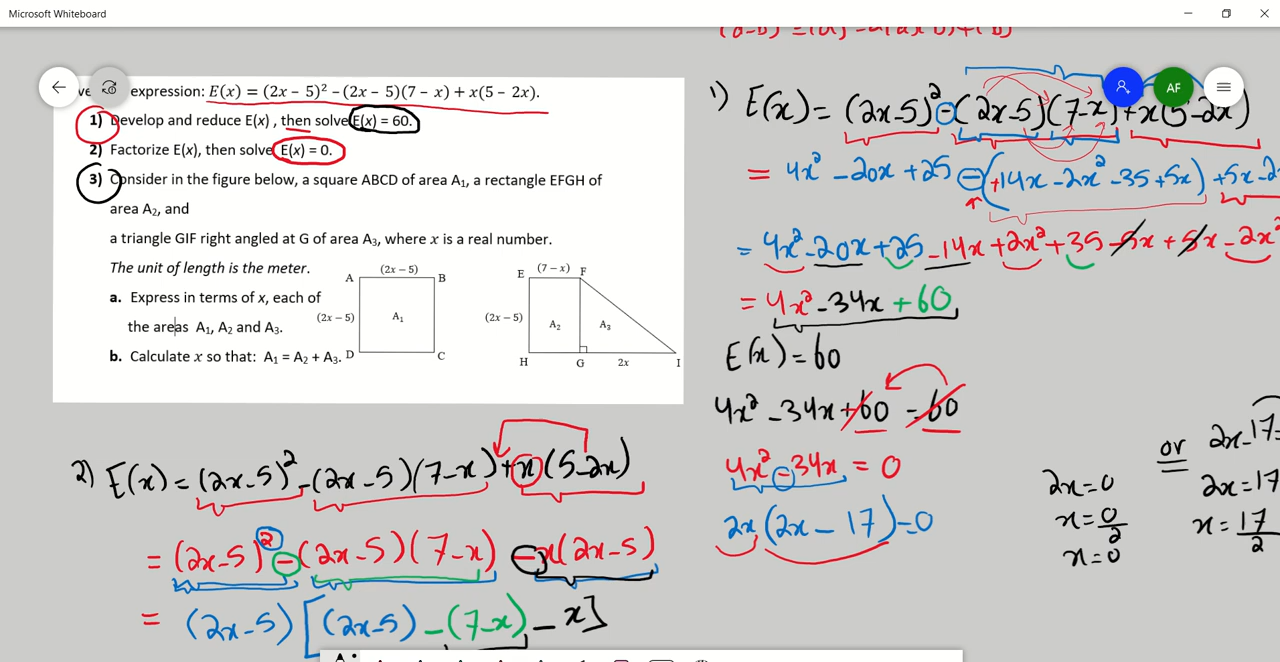 Microsoft Whiteboard
expression: E(x) = (2x − 5)² − (2x − 5)(7 − x) + x(5 − 2x).
1) Develop and reduce E(x) , then solve E(x) = 60.
2) Factorize E(x), then solve E(x) = 0.
3) Consider in the figure below, a square ABCD of area A₁, a rectangle EFGH of
area A₂, and
a triangle GIF right angled at G of area A₃, where x is a real number.
The unit of length is the meter.
a. Express in terms of x, each of
the areas A₁, A₂ and A₃.
b. Calculate x so that: A₁ = A₂ + A₃.
A (2x − 5) B
(2x − 5) A₁
D C
E (7 − x) F
(2x − 5) A₂ A₃
H G 2x I
AF
1) E(x) = (2x-5)² - (2x-5)(7-x) + x(5-2x)
= 4x² - 20x + 25 - (+14x - 2x² - 35 + 5x) + 5x - 2
= 4x² - 20x + 25 - 14x + 2x² + 35 - 5x + 5x - 2x²
= 4x² - 34x + 60
E(x) = 60
4x² - 34x + 60 = 60
4x² - 34x = 0
2x(2x - 17) = 0
2x = 0
x = 0/2
x = 0
or 2x - 17 =
2x = 17
x = 17/2
2) E(x) = (2x-5)² - (2x-5)(7-x) + x(5-2x)
= (2x-5)² - (2x-5)(7-x) - x(2x-5)
= (2x-5)[(2x-5) - (7-x) - x]